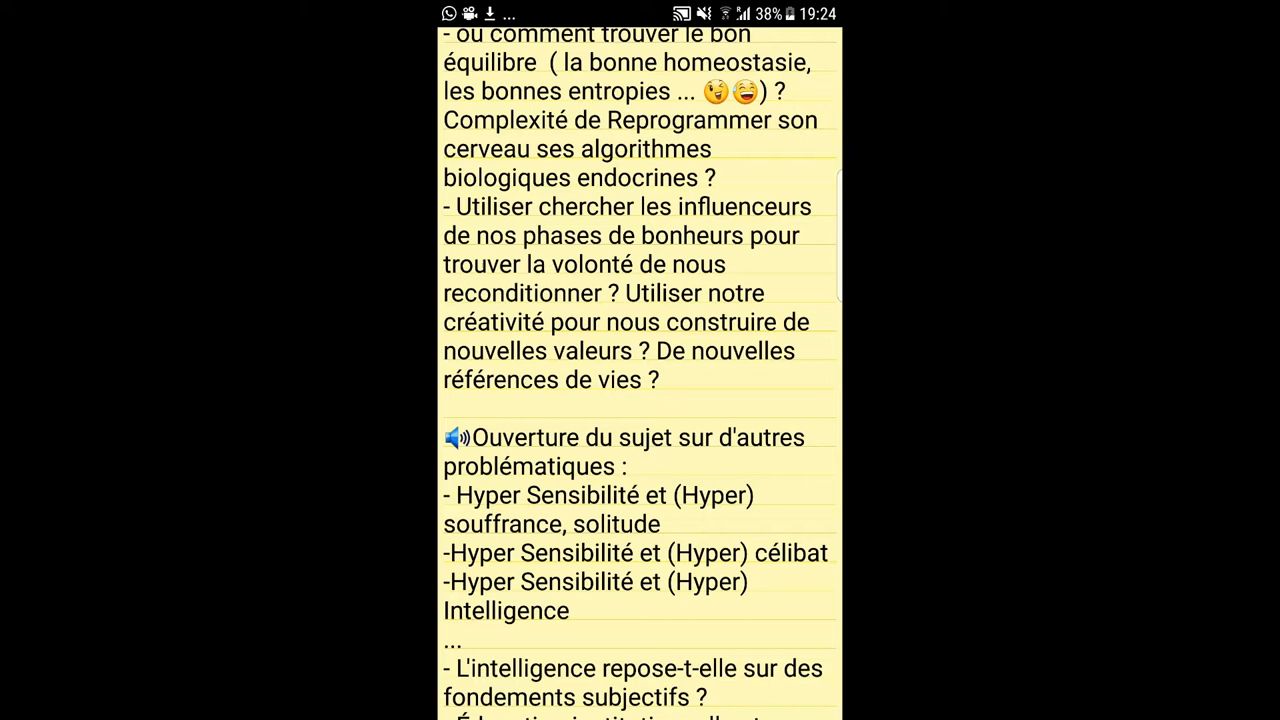 ... 38% 19:24
- ou comment trouver le bon
équilibre ( la bonne homeostasie,
les bonnes entropies ... 😉😅) ?
Complexité de Reprogrammer son
cerveau ses algorithmes
biologiques endocrines ?
- Utiliser chercher les influenceurs
de nos phases de bonheurs pour
trouver la volonté de nous
reconditionner ? Utiliser notre
créativité pour nous construire de
nouvelles valeurs ? De nouvelles
références de vies ?
🔊Ouverture du sujet sur d'autres
problématiques :
- Hyper Sensibilité et (Hyper)
souffrance, solitude
-Hyper Sensibilité et (Hyper) célibat
-Hyper Sensibilité et (Hyper)
Intelligence
...
- L'intelligence repose-t-elle sur des
fondements subjectifs ?